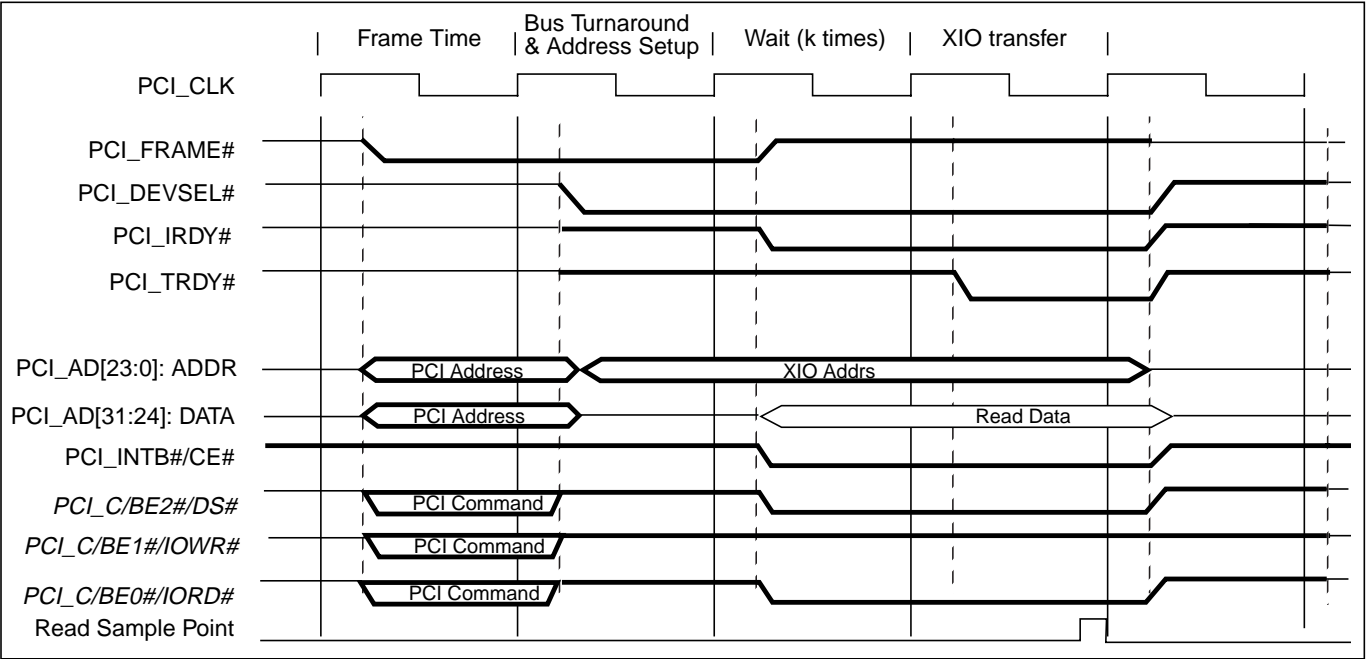 Frame Time
Bus Turnaround
& Address Setup
Wait (k times)
XIO transfer
PCI_CLK
PCI_FRAME#
PCI_DEVSEL#
PCI_IRDY#
PCI_TRDY#
PCI_AD[23:0]: ADDR
PCI Address
XIO Addrs
PCI_AD[31:24]: DATA
PCI Address
Read Data
PCI_INTB#/CE#
PCI_C/BE2#/DS#
PCI Command
PCI_C/BE1#/IOWR#
PCI Command
PCI_C/BE0#/IORD#
PCI Command
Read Sample Point